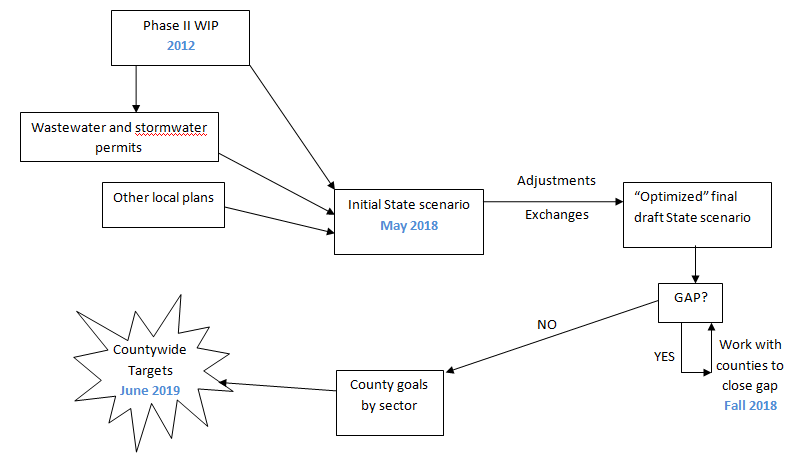 Phase II WIP
2012
Wastewater and stormwater
permits
Other local plans
Initial State scenario
May 2018
Adjustments
Exchanges
“Optimized” final
draft State scenario
GAP?
NO
YES
Work with
counties to
close gap
Fall 2018
County goals
by sector
Countywide
Targets
June 2019